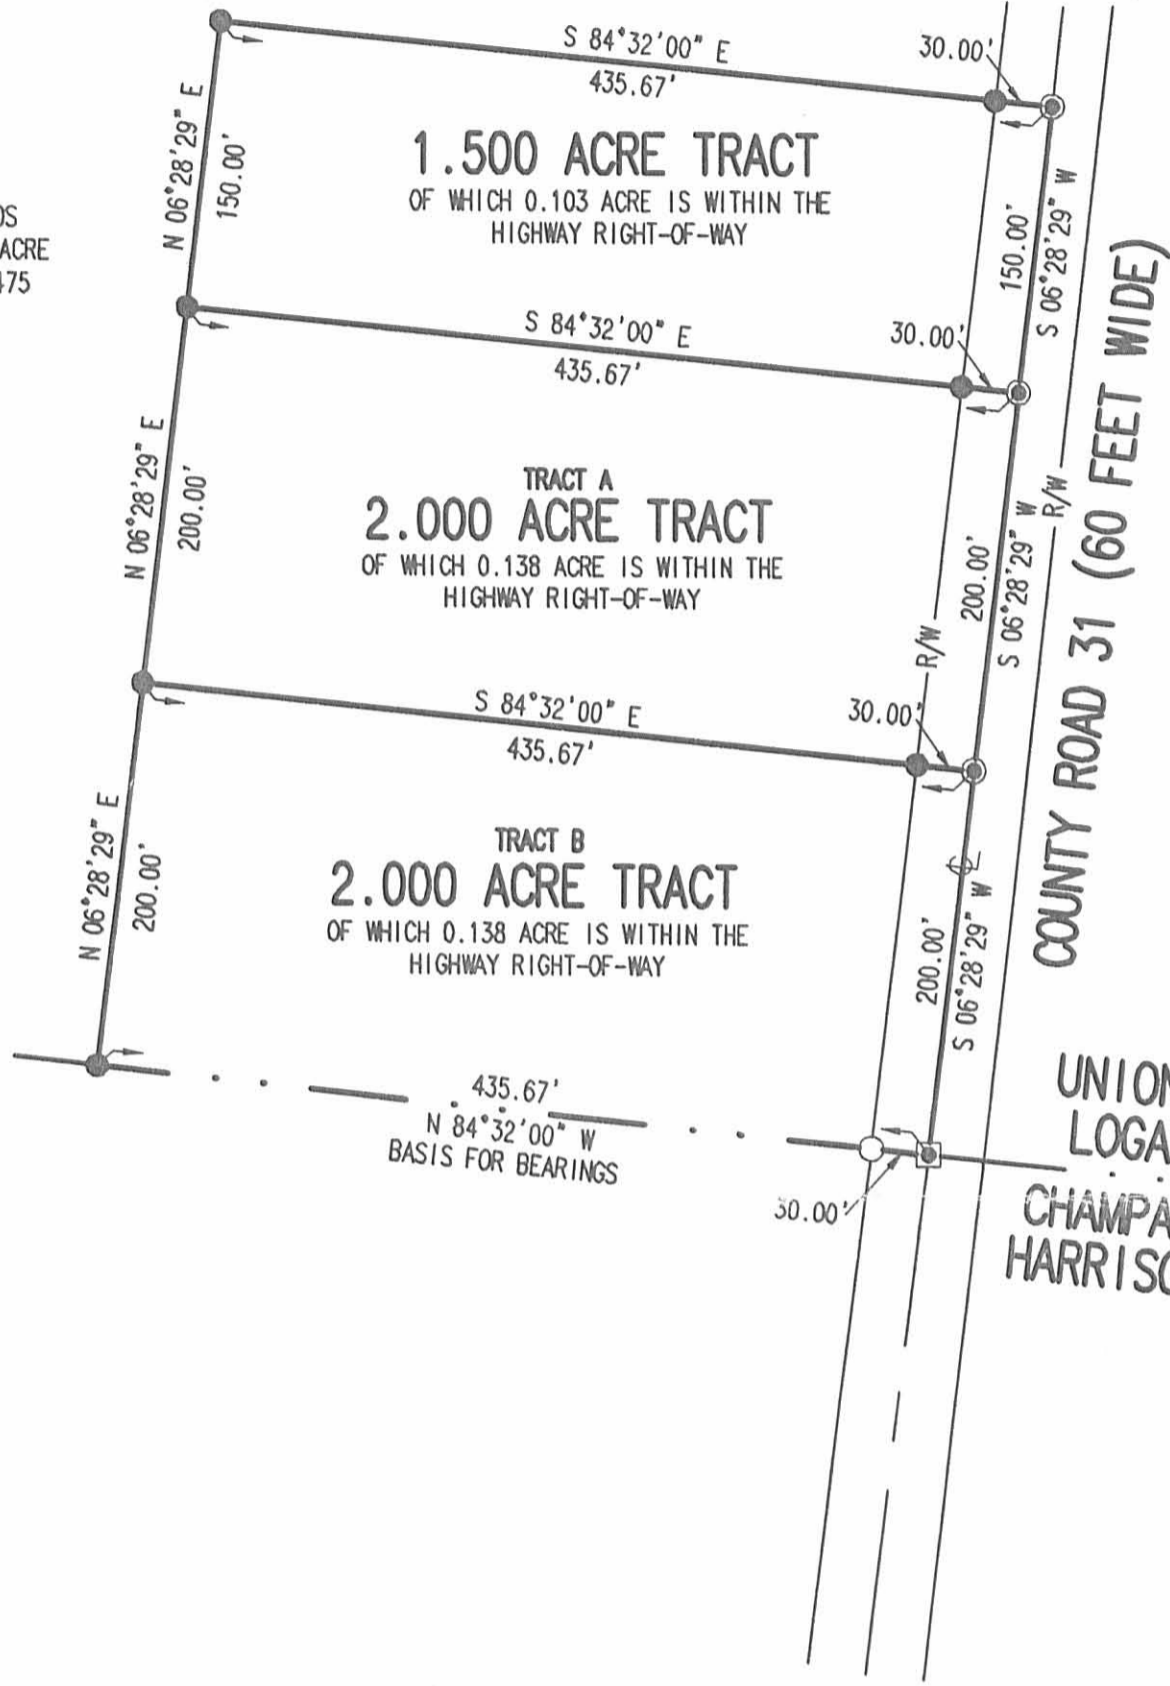 S 84°32'00" E
30.00'
435.67'
N 06°28'29" E
150.00'
1.500 ACRE TRACT
OF WHICH 0.103 ACRE IS WITHIN THE
HIGHWAY RIGHT-OF-WAY
150.00'
S 06°28'29" W
ACRE
S 84°32'00" E
30.00'
435.67'
N 06°28'29" E
200.00'
TRACT A
2.000 ACRE TRACT
OF WHICH 0.138 ACRE IS WITHIN THE
HIGHWAY RIGHT-OF-WAY
R/W
200.00'
S 06°28'29" W
R/W
COUNTY ROAD 31 (60 FEET WIDE)
S 84°32'00" E
30.00'
435.67'
N 06°28'29" E
200.00'
TRACT B
2.000 ACRE TRACT
OF WHICH 0.138 ACRE IS WITHIN THE
HIGHWAY RIGHT-OF-WAY
200.00'
S 06°28'29" W
435.67'
N 84°32'00" W
BASIS FOR BEARINGS
30.00'
UNION
LOGA
CHAMPA
HARRISO